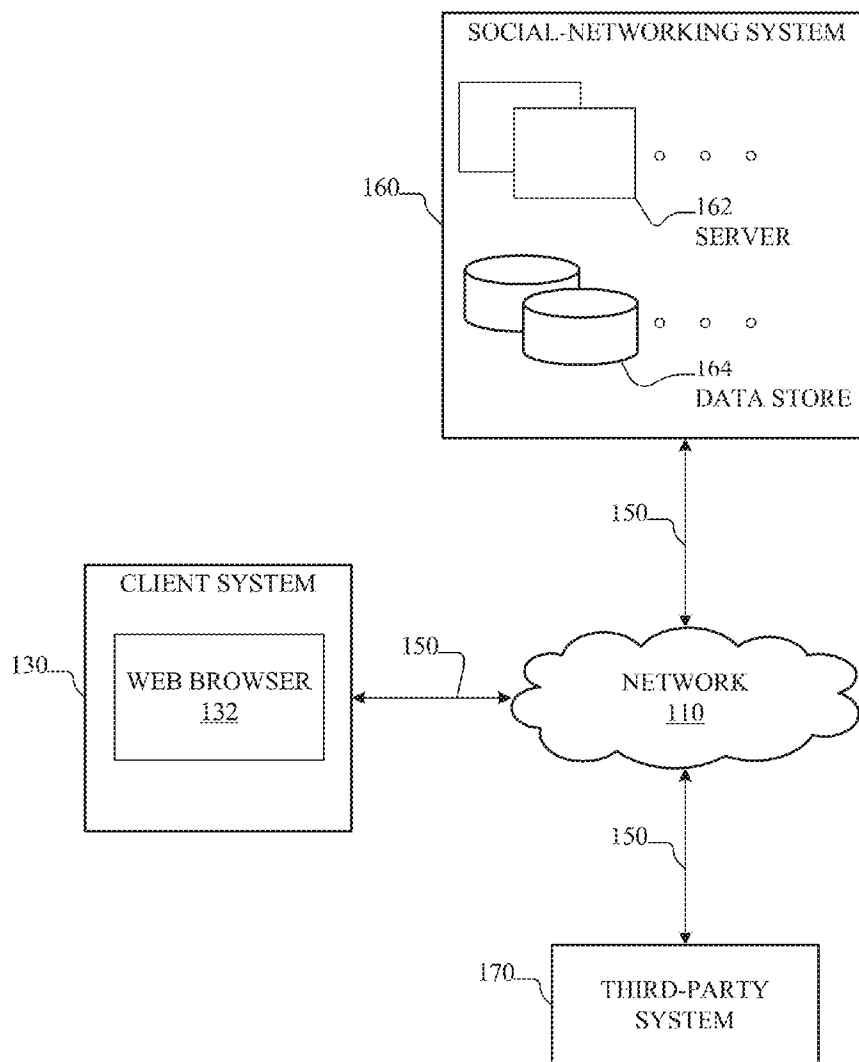 SOCIAL-NETWORKING SYSTEM
160
162
SERVER
164
DATA STORE
150
CLIENT SYSTEM
130
WEB BROWSER
132
150
NETWORK
110
150
170
THIRD-PARTY
SYSTEM